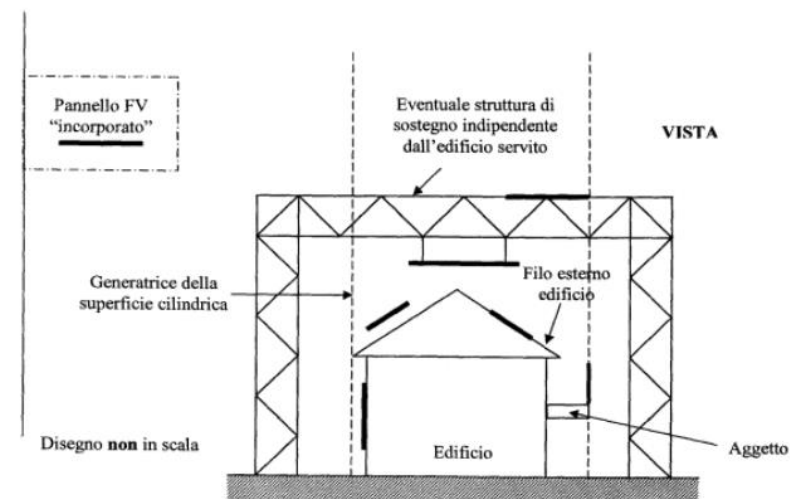 Pannello FV
“incorporato”
Eventuale struttura di
sostegno indipendente
dall’edificio servito
VISTA
Generatrice della
superficie cilindrica
Filo esterno
edificio
Disegno non in scala
Edificio
Aggetto